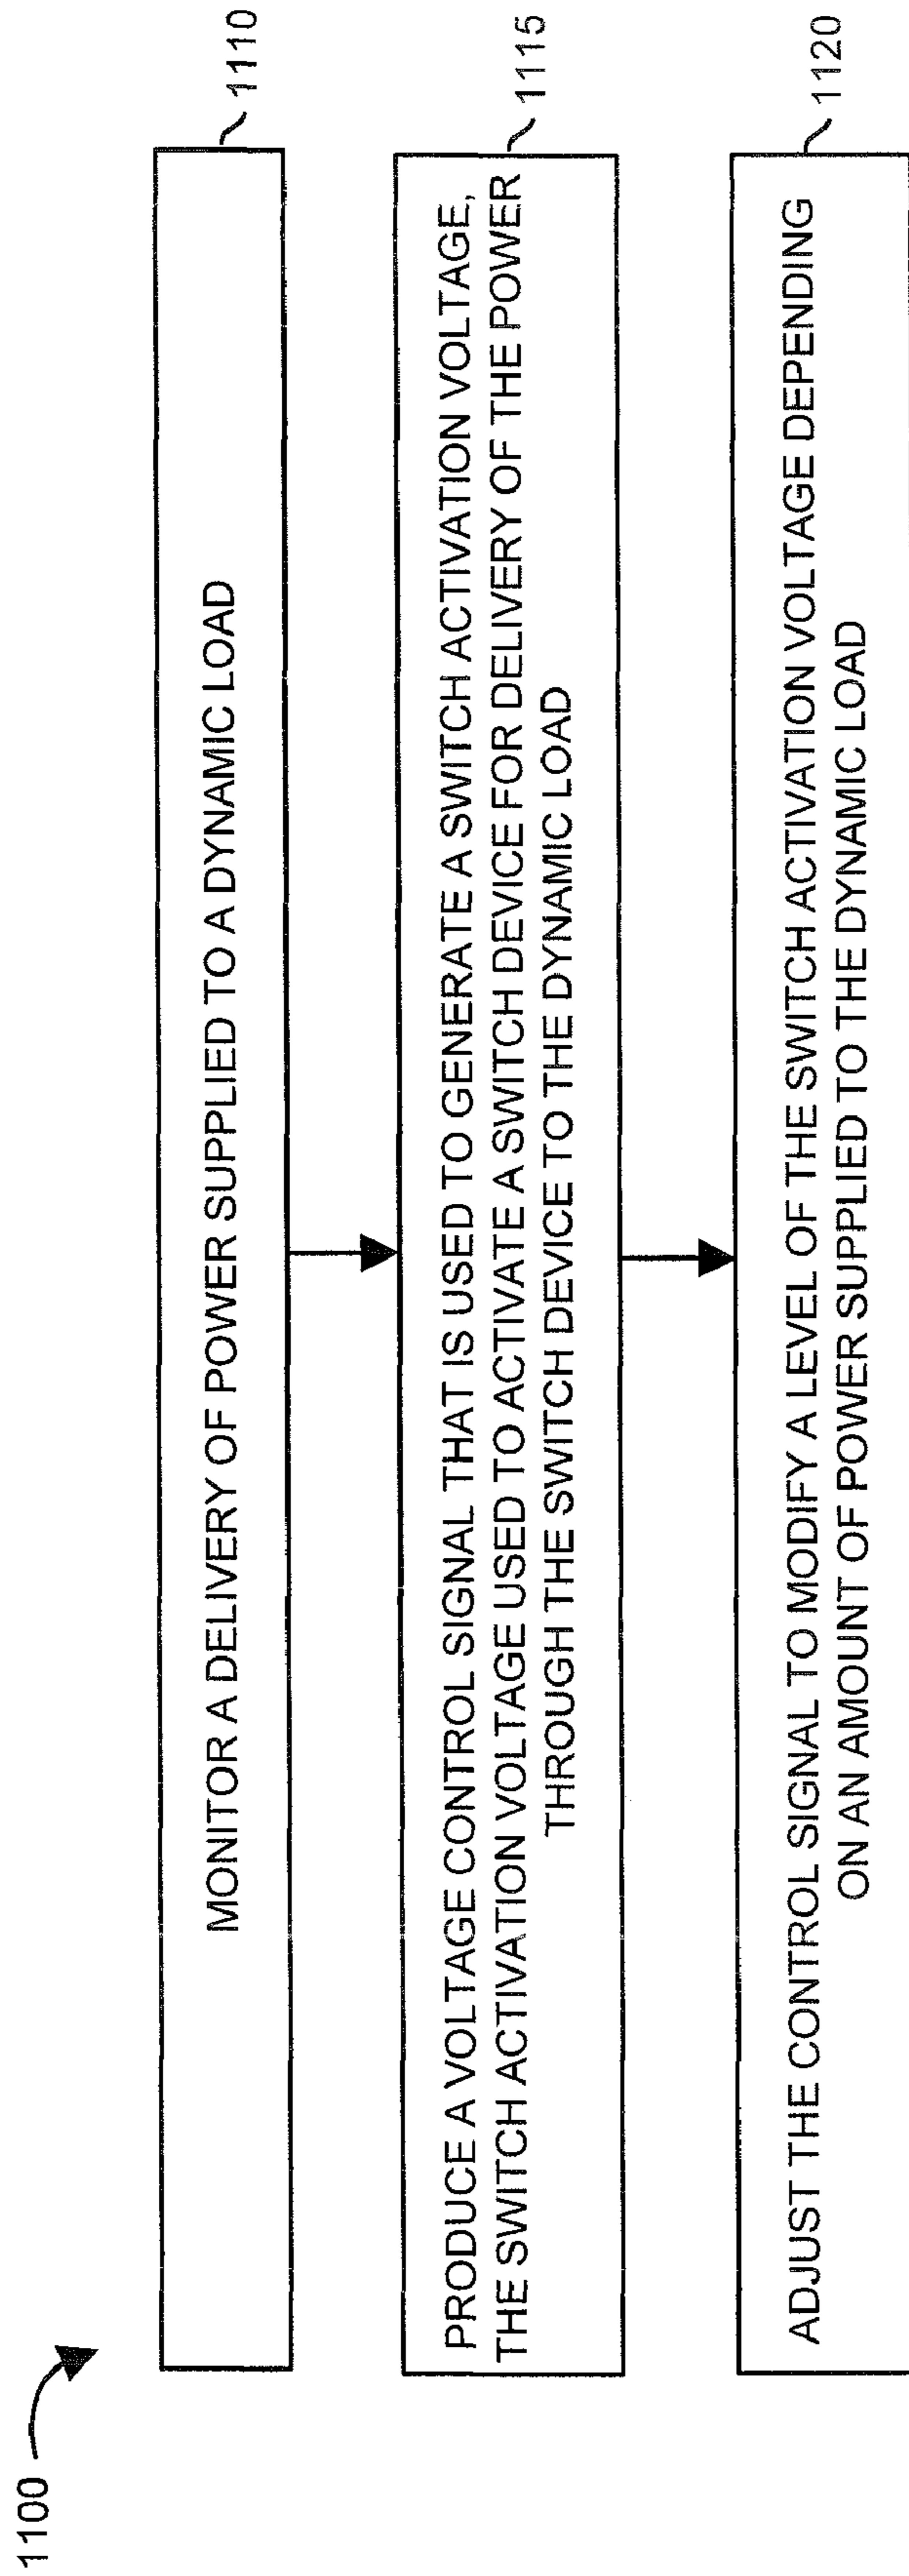 1100
MONITOR A DELIVERY OF POWER SUPPLIED TO A DYNAMIC LOAD
1110
PRODUCE A VOLTAGE CONTROL SIGNAL THAT IS USED TO GENERATE A SWITCH ACTIVATION VOLTAGE,
THE SWITCH ACTIVATION VOLTAGE USED TO ACTIVATE A SWITCH DEVICE FOR DELIVERY OF THE POWER
THROUGH THE SWITCH DEVICE TO THE DYNAMIC LOAD
1115
ADJUST THE CONTROL SIGNAL TO MODIFY A LEVEL OF THE SWITCH ACTIVATION VOLTAGE DEPENDING
ON AN AMOUNT OF POWER SUPPLIED TO THE DYNAMIC LOAD
1120